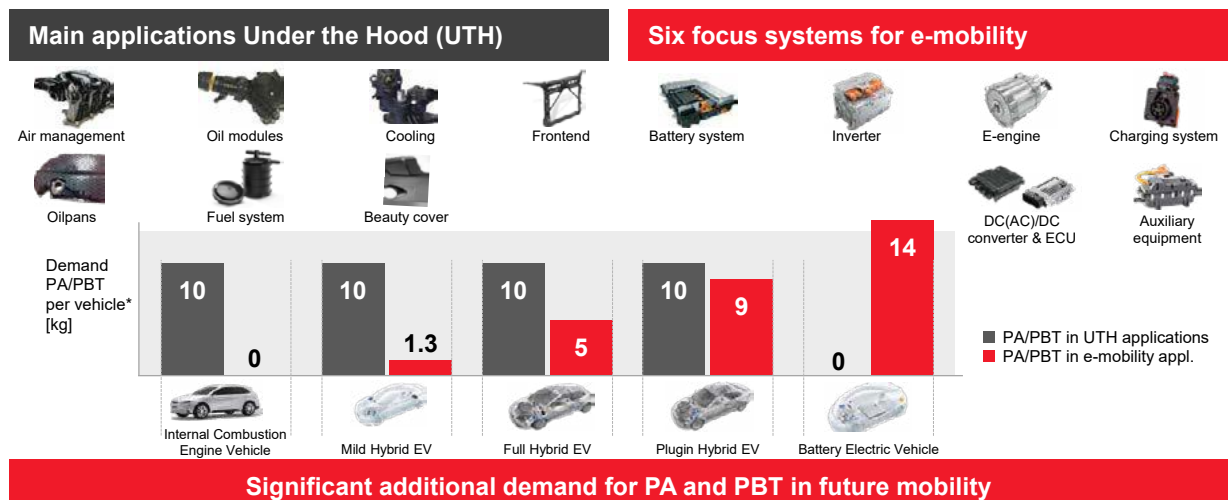 Main applications Under the Hood (UTH)
Six focus systems for e-mobility
Air management
Oil modules
Cooling
Frontend
Battery system
Inverter
E-engine
Charging system
Oilpans
Fuel system
Beauty cover
DC(AC)/DC
converter & ECU
Auxiliary
equipment
Demand
PA/PBT
per vehicle*
[kg]
10
0
10
1.3
10
5
10
9
0
14
PA/PBT in UTH applications
PA/PBT in e-mobility appl.
Internal Combustion
Engine Vehicle
Mild Hybrid EV
Full Hybrid EV
Plugin Hybrid EV
Battery Electric Vehicle
Significant additional demand for PA and PBT in future mobility